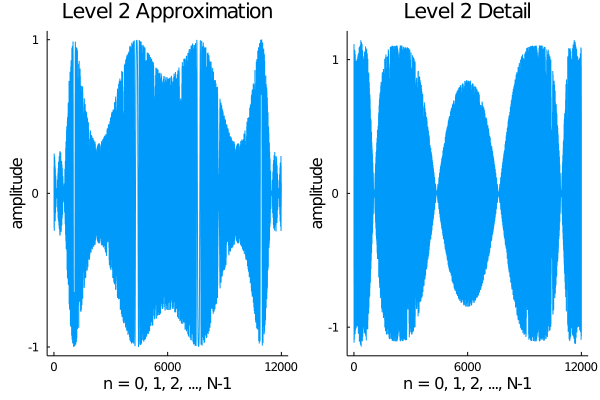 Level 2 Approximation
1
0
-1
amplitude
0
6000
12000
n = 0, 1, 2, ..., N-1
Level 2 Detail
1
0
-1
amplitude
0
6000
12000
n = 0, 1, 2, ..., N-1